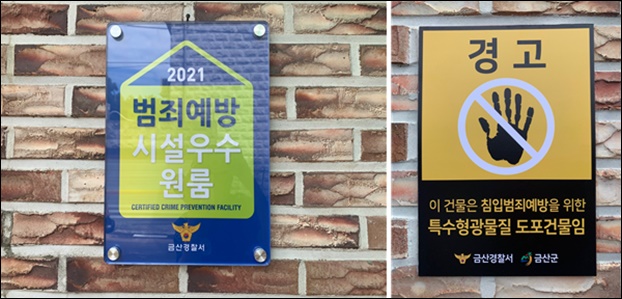 2021
범죄예방
시설우수
원룸
CERTIFIED CRIME PREVENTION FACILITY
금산경찰서
경고
이 건물은 침입범죄예방을 위한
특수형광물질 도포건물임
금산경찰서 금산군